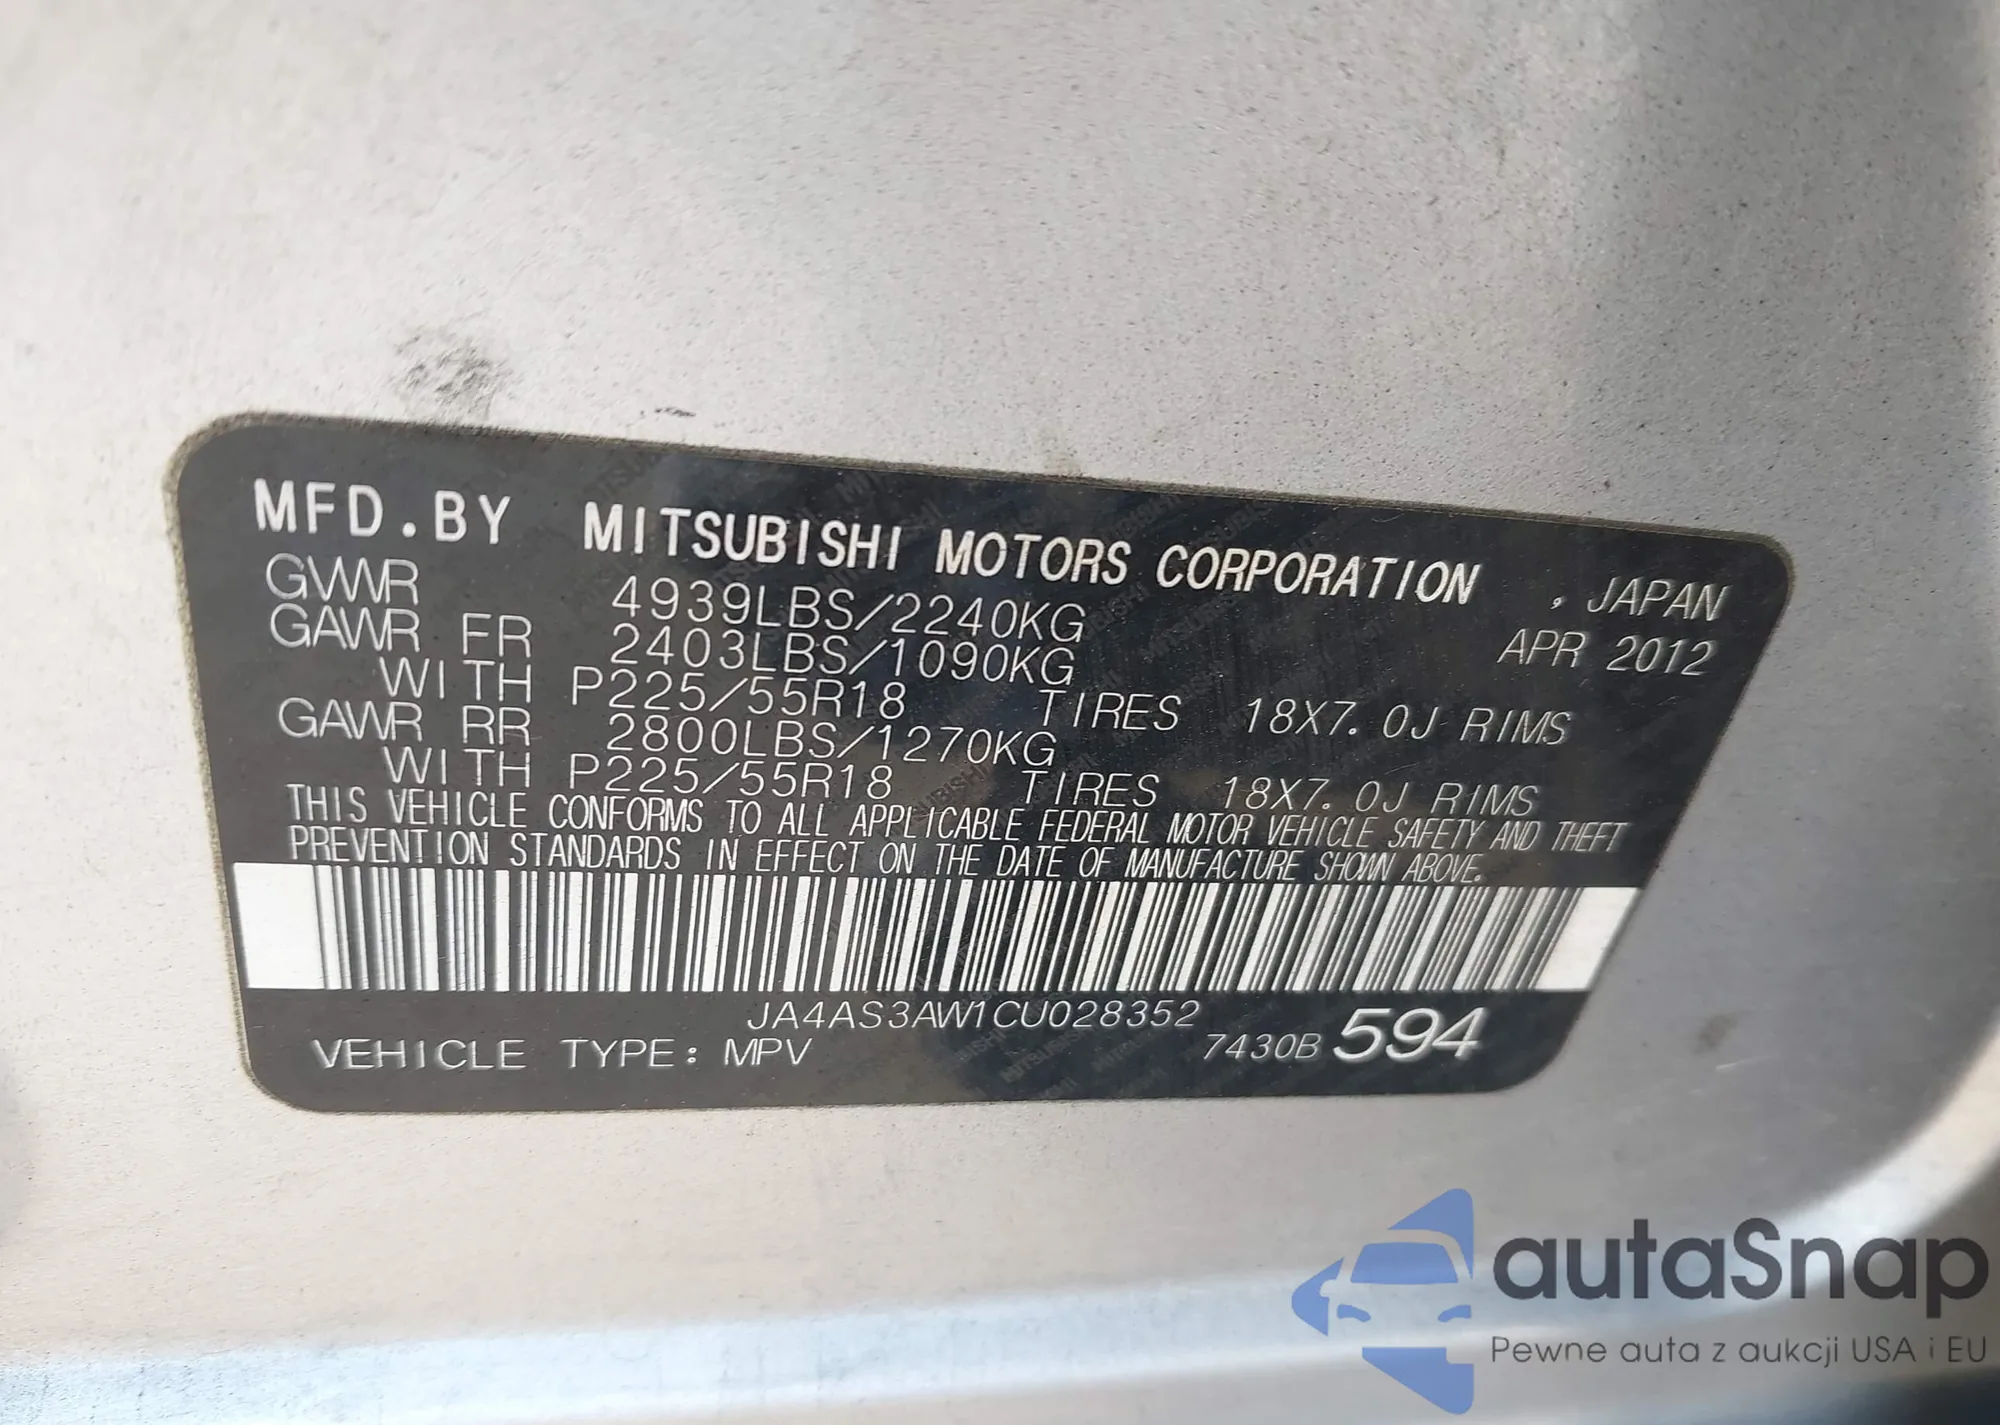 MFD.BY MITSUBISHI MOTORS CORPORATION , JAPAN
GVWR 4939LBS/2240KG APR 2012
GAWR FR 2403LBS/1090KG
WITH P225/55R18 TIRES 18X7.0J RIMS
GAWR RR 2800LBS/1270KG
WITH P225/55R18 TIRES 18X7.0J RIMS
THIS VEHICLE CONFORMS TO ALL APPLICABLE FEDERAL MOTOR VEHICLE SAFETY AND THEFT
PREVENTION STANDARDS IN EFFECT ON THE DATE OF MANUFACTURE SHOWN ABOVE.
JA4AS3AW1CU028352
VEHICLE TYPE: MPV 7430B 594
autaSnap
Pewne auta z aukcji USA i EU